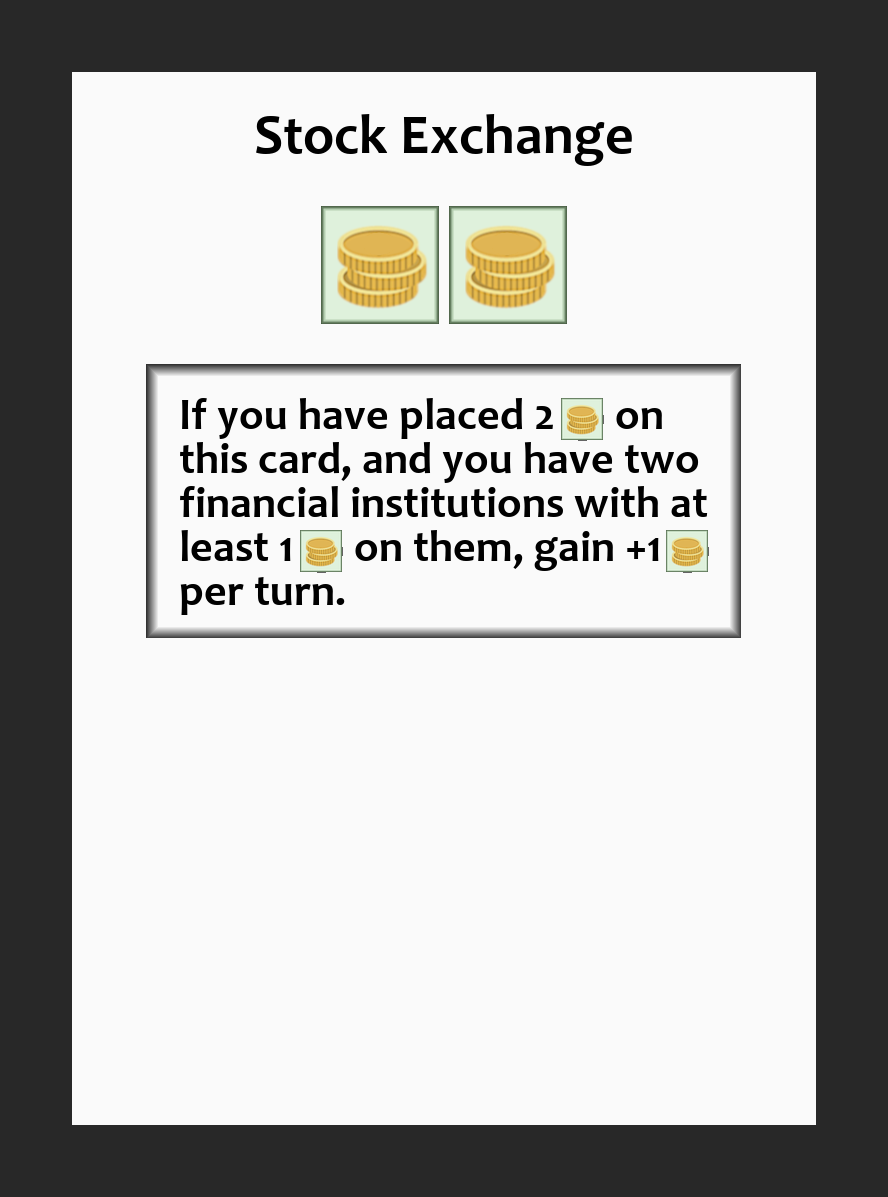 Stock Exchange
If you have placed 2 on
this card, and you have two
financial institutions with at
least 1 on them, gain +1
per turn.